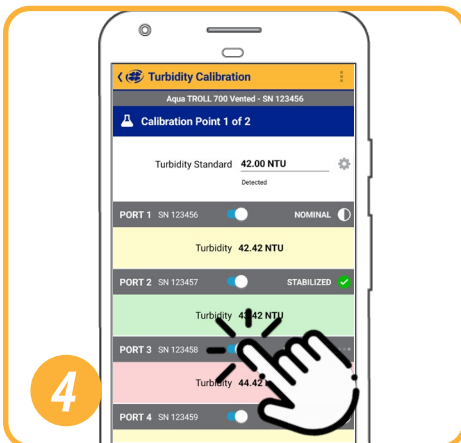 Turbidity Calibration
Aqua TROLL 700 Vented - SN 123456
Calibration Point 1 of 2
Turbidity Standard 42.00 NTU
Detected
PORT 1 SN 123456 NOMINAL
Turbidity 42.42 NTU
PORT 2 SN 123457 STABILIZED
Turbidity NTU
PORT 3 SN 123458
Turbidity 44.42
4
PORT 4 SN 123459